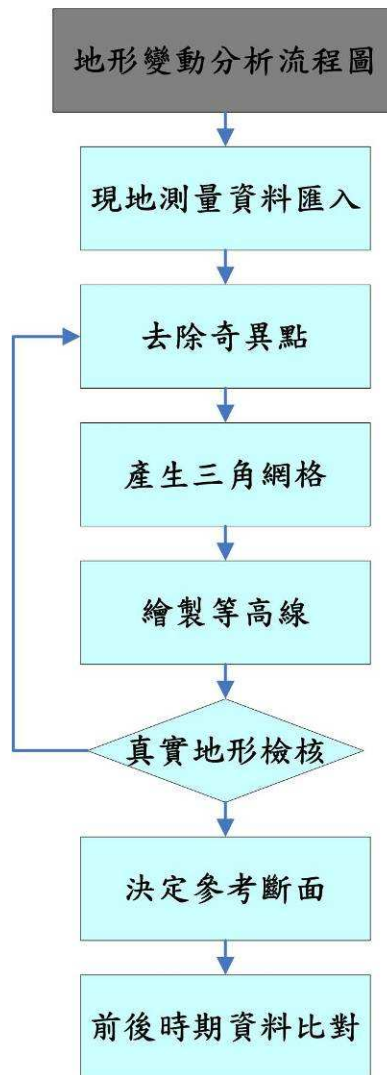 地形變動分析流程圖
現地測量資料匯入
去除奇異點
產生三角網格
繪製等高線
真實地形檢核
決定參考斷面
前後時期資料比對